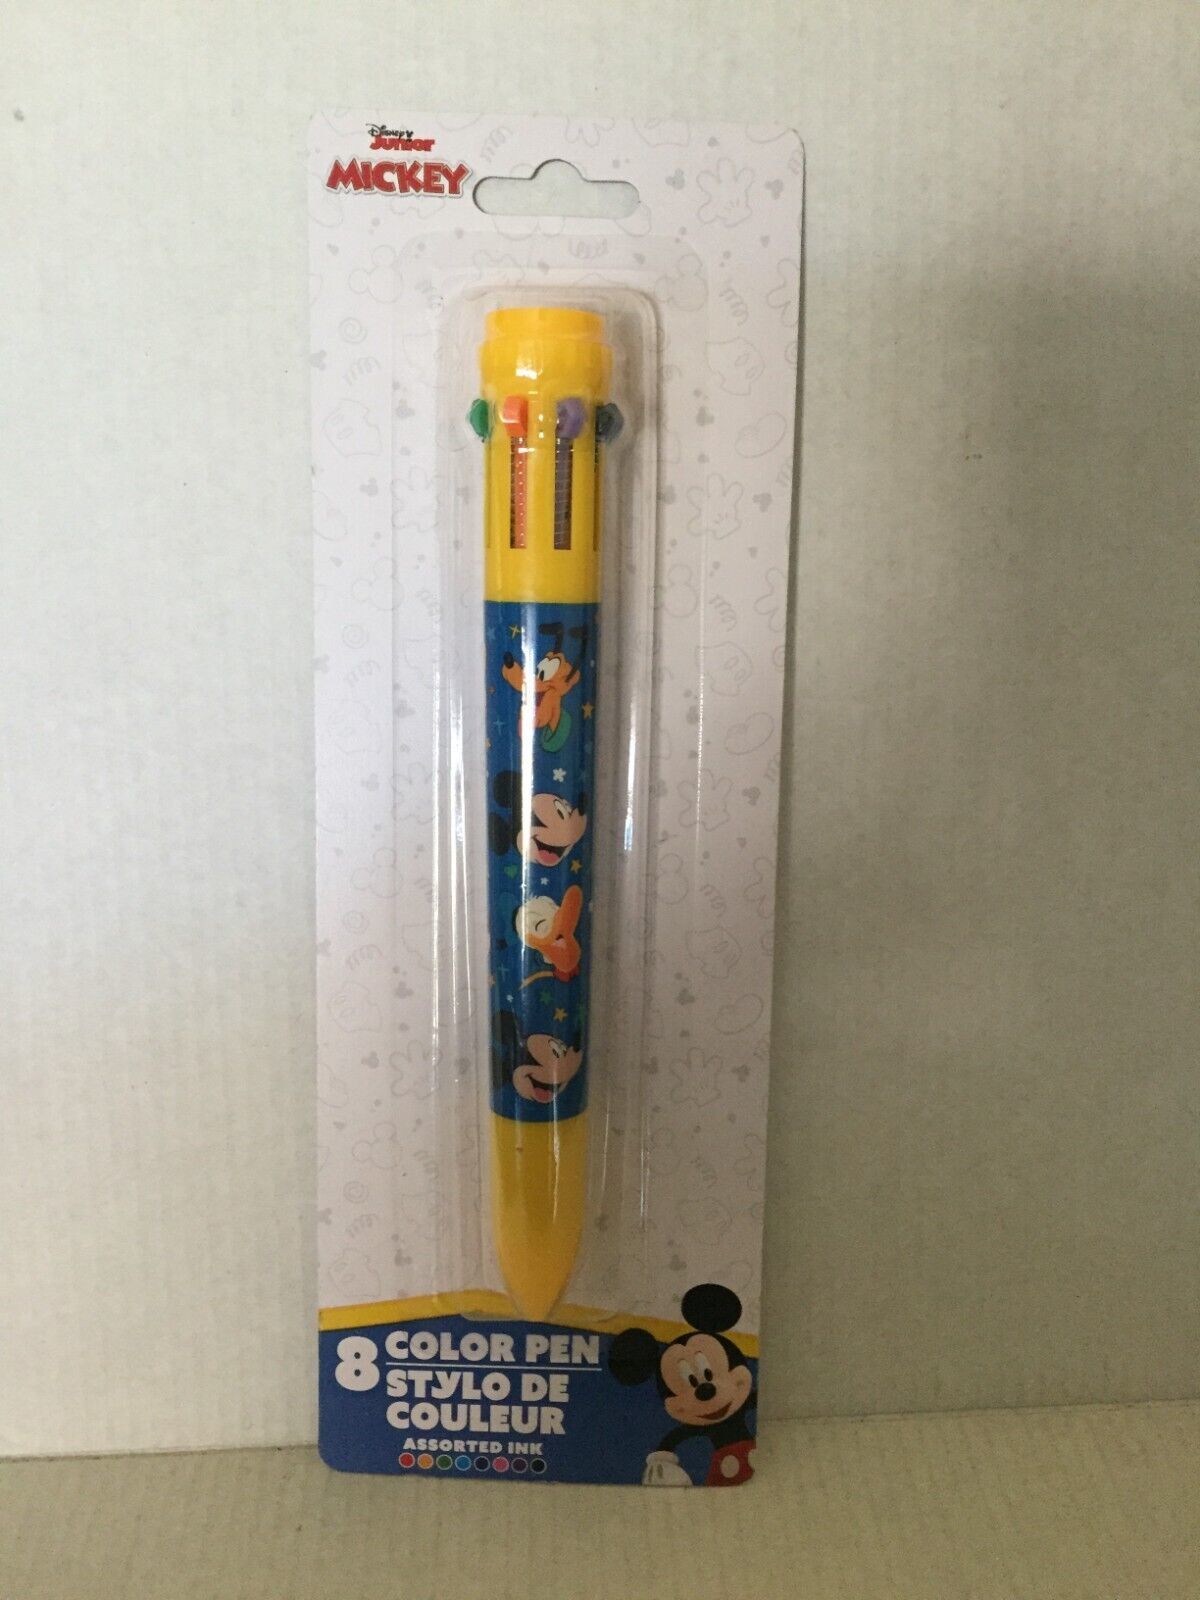 Disney
Junior
MICKEY
8 COLOR PEN
STYLO DE
COULEUR
ASSORTED INK